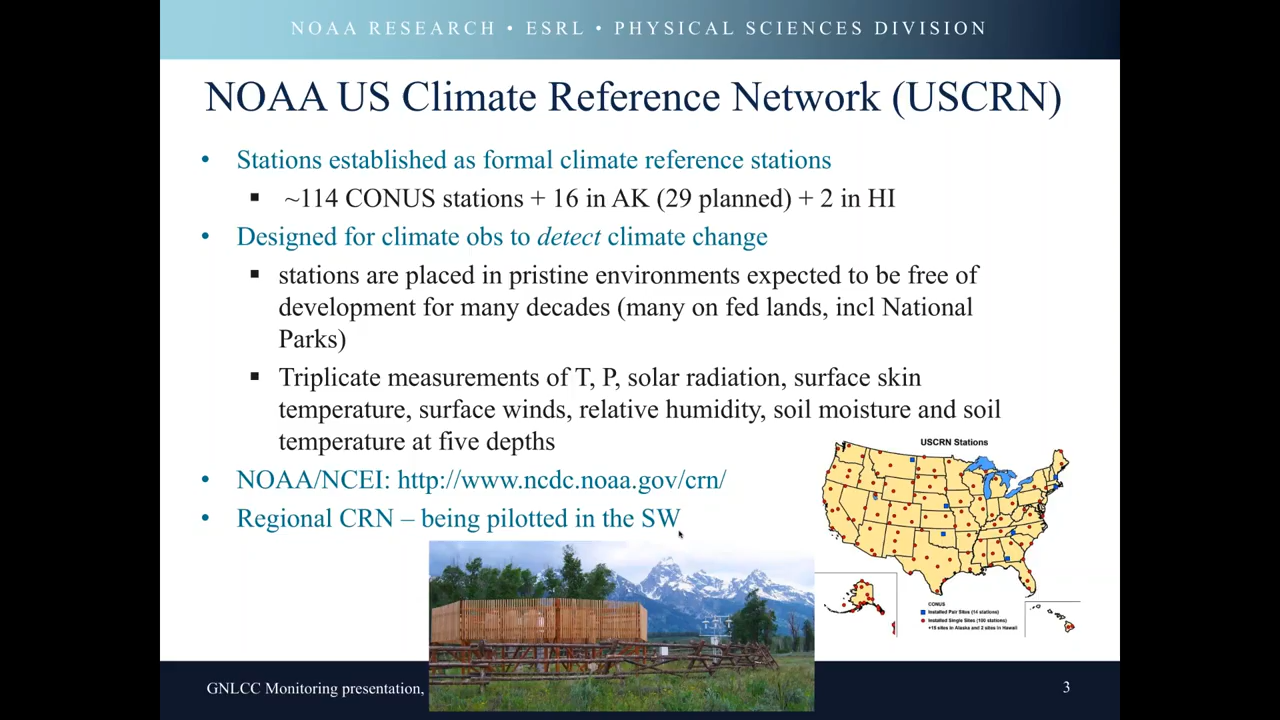 NOAA RESEARCH • ESRL • PHYSICAL SCIENCES DIVISION
NOAA US Climate Reference Network (USCRN)
• Stations established as formal climate reference stations
▪ ~114 CONUS stations + 16 in AK (29 planned) + 2 in HI
• Designed for climate obs to detect climate change
▪ stations are placed in pristine environments expected to be free of
development for many decades (many on fed lands, incl National
Parks)
▪ Triplicate measurements of T, P, solar radiation, surface skin
temperature, surface winds, relative humidity, soil moisture and soil
temperature at five depths
• NOAA/NCEI: http://www.ncdc.noaa.gov/crn/
• Regional CRN – being pilotted in the SW
USCRN Stations
CONUS
Installed Pair Sites (14 stations)
Installed Single Sites (100 stations)
sites in Alaska and 2 sites in Hawaii
GNLCC Monitoring presentation,
3